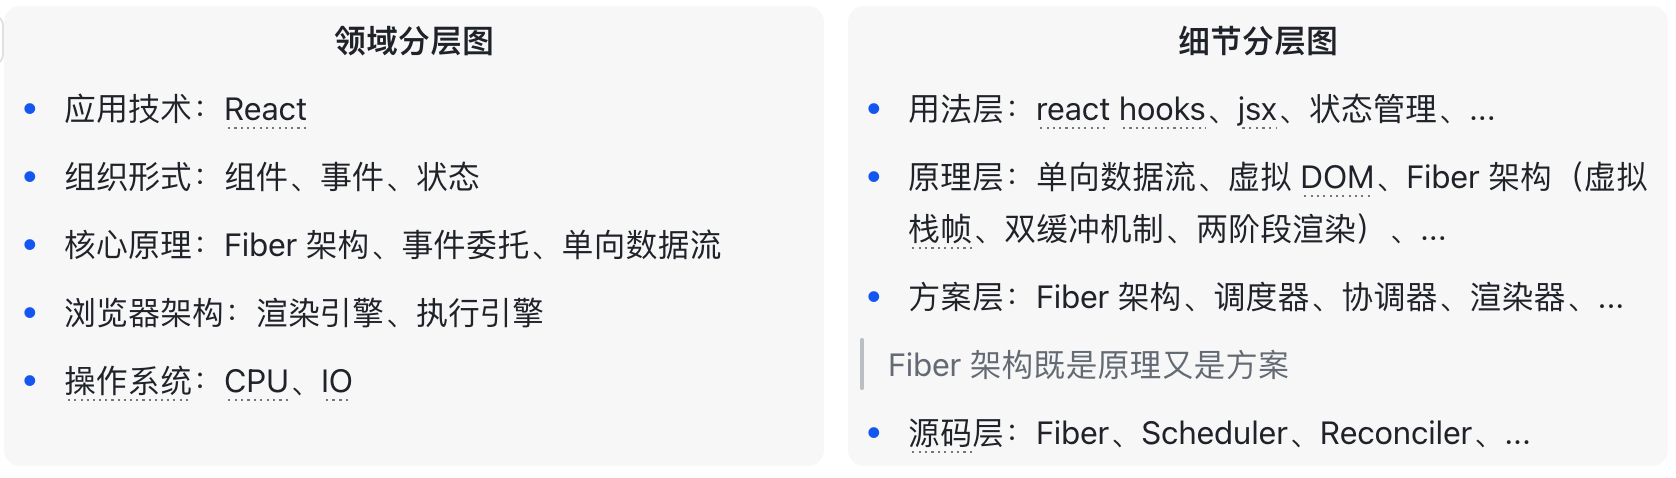 领域分层图
应用技术：React
组织形式：组件、事件、状态
核心原理：Fiber 架构、事件委托、单向数据流
浏览器架构：渲染引擎、执行引擎
操作系统：CPU、IO
细节分层图
用法层：react hooks、jsx、状态管理、...
原理层：单向数据流、虚拟 DOM、Fiber 架构（虚拟
栈帧、双缓冲机制、两阶段渲染）、...
方案层：Fiber 架构、调度器、协调器、渲染器、...
Fiber 架构既是原理又是方案
源码层：Fiber、Scheduler、Reconciler、...